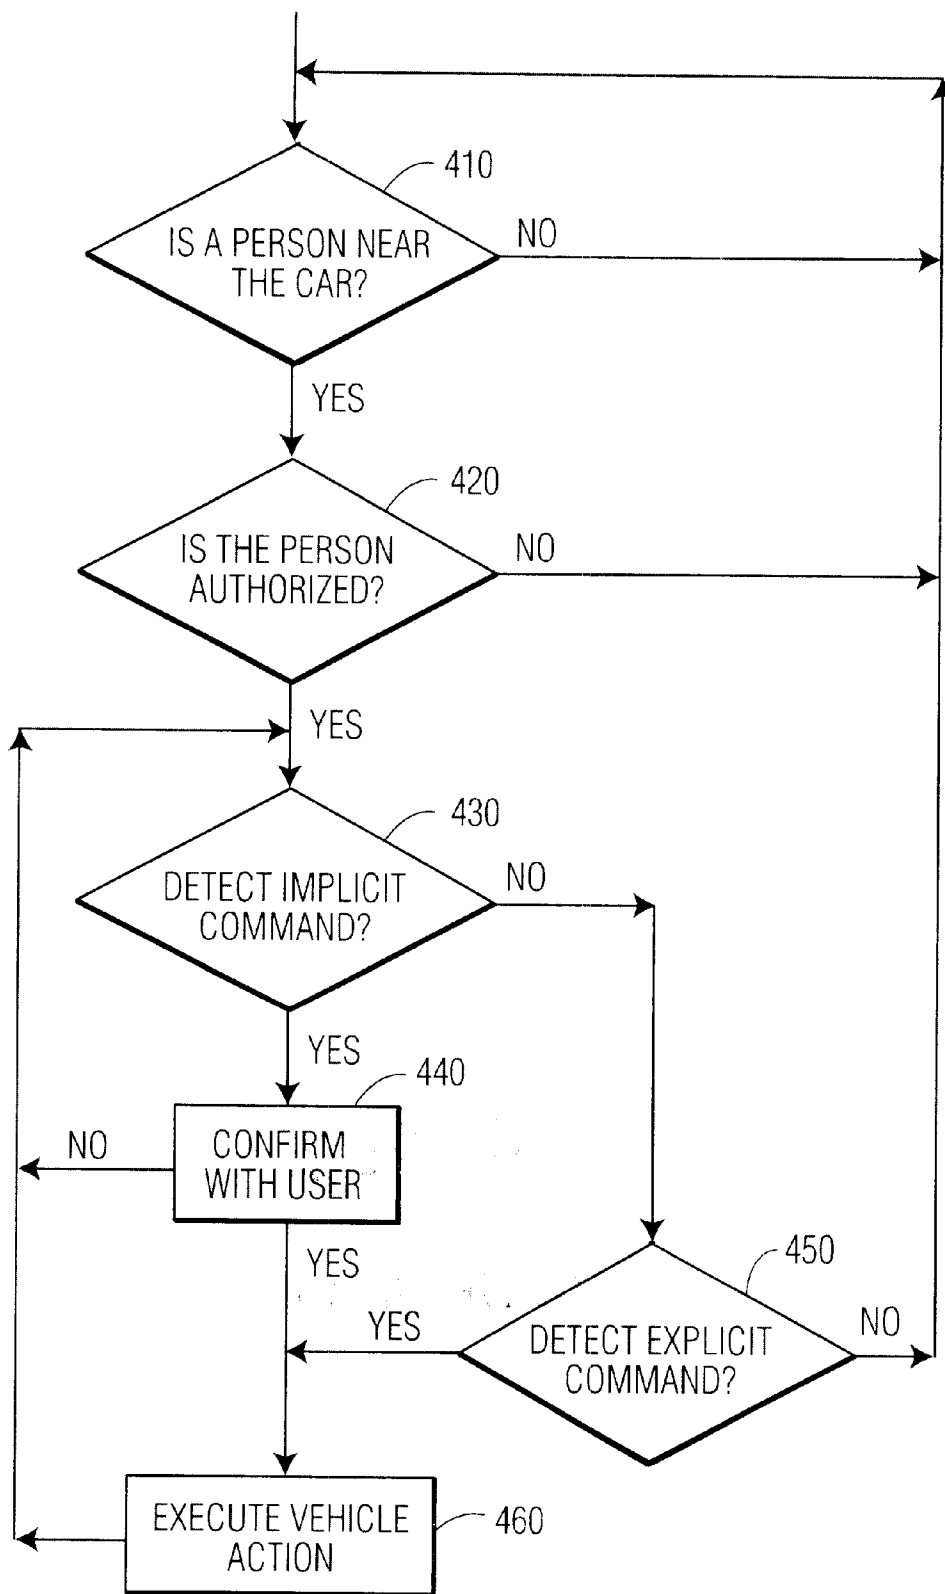 410
IS A PERSON NEAR
THE CAR?
NO
YES
420
IS THE PERSON
AUTHORIZED?
NO
YES
430
DETECT IMPLICIT
COMMAND?
NO
YES
440
CONFIRM
WITH USER
NO
YES
450
DETECT EXPLICIT
COMMAND?
YES
NO
EXECUTE VEHICLE
ACTION
460